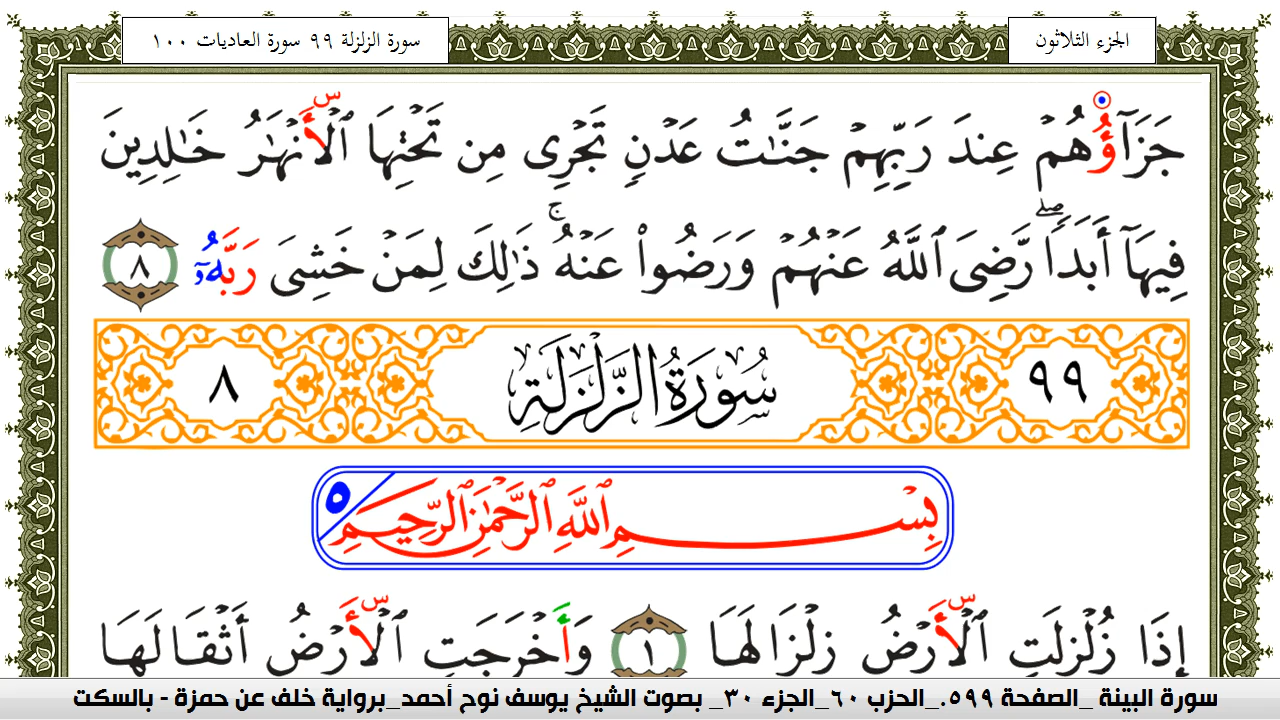 الجزء الثلاثون
سورة الزلزلة ٩٩ سورة العاديات ١٠٠
جَزَآؤُهُمۡ عِندَ رَبِّهِمۡ جَنَّٰتُ عَدۡنٖ تَجۡرِي مِن تَحۡتِهَا ٱلۡأَنۡهَٰرُ خَٰلِدِينَ
فِيهَآ أَبَدٗاۖ رَّضِيَ ٱللَّهُ عَنۡهُمۡ وَرَضُواْ عَنۡهُۚ ذَٰلِكَ لِمَنۡ خَشِيَ رَبَّهُۥ ٨
٩٩ سُورَةُ الزَّلْزَلَةِ ٨
بِسۡمِ ٱللَّهِ ٱلرَّحۡمَٰنِ ٱلرَّحِيمِ ٥
إِذَا زُلۡزِلَتِ ٱلۡأَرۡضُ زِلۡزَالَهَا ١ وَأَخۡرَجَتِ ٱلۡأَرۡضُ أَثۡقَالَهَا
سورة البينة _الصفحة ٥٩٩._الحزب ٦٠_الجزء ٣٠_ بصوت الشيخ يوسف نوح أحمد_برواية خلف عن حمزة - بالسكت